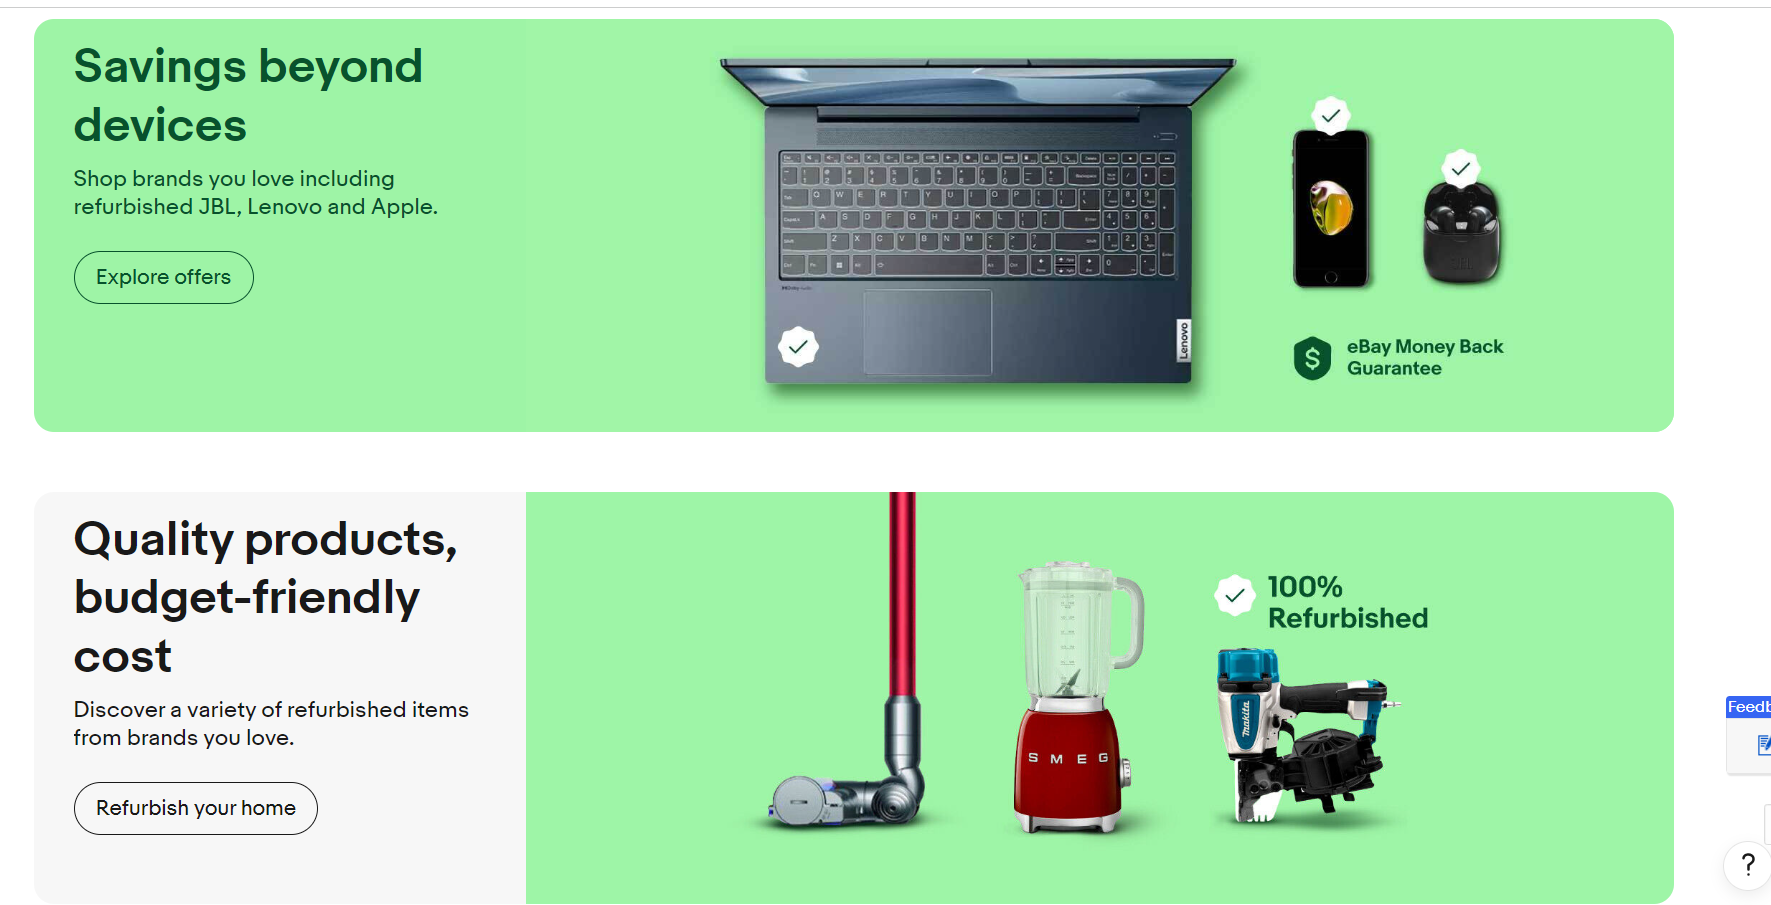 Savings beyond
devices
Shop brands you love including
refurbished JBL, Lenovo and Apple.
Explore offers
Lenovo
JBL
eBay Money Back
Guarantee
Quality products,
budget-friendly
cost
Discover a variety of refurbished items
from brands you love.
Refurbish your home
100%
Refurbished
SMEG
makita
Feedb
?